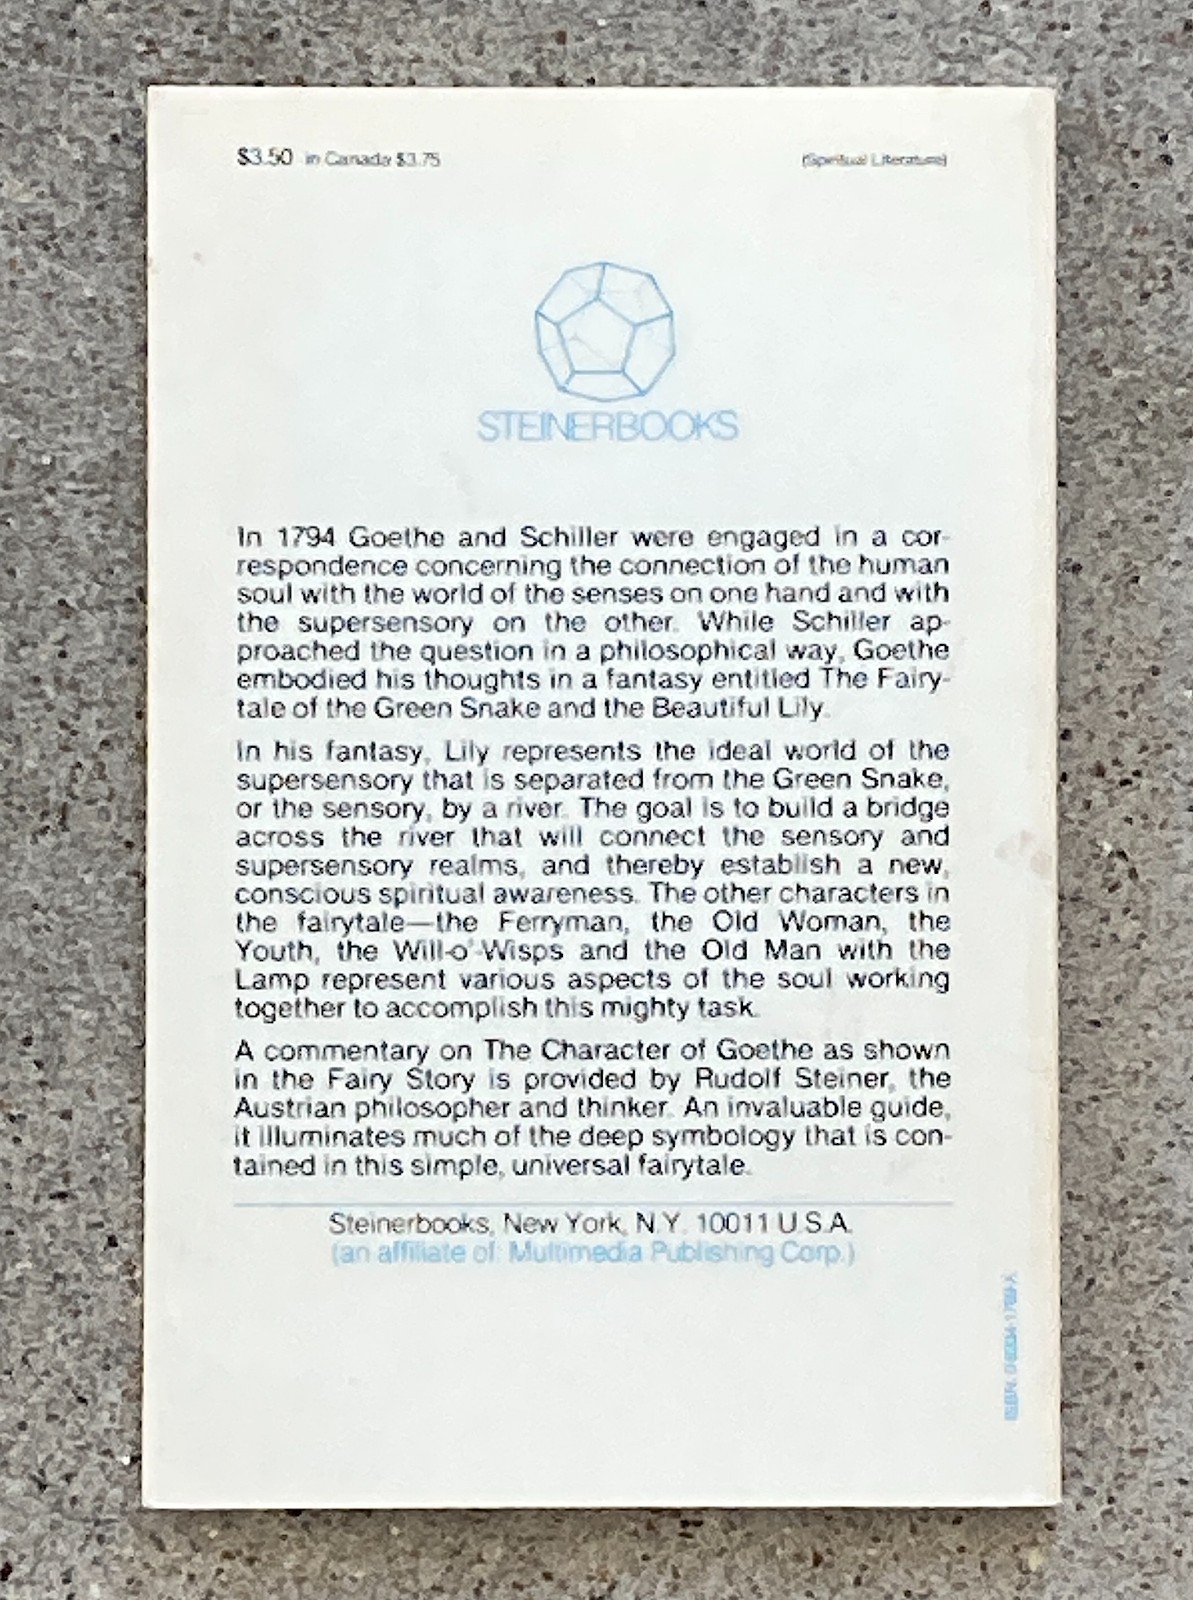 $3.50 in Canada $3.75
(Spiritual Literature)
STEINERBOOKS
In 1794 Goethe and Schiller were engaged in a cor-
respondence concerning the connection of the human
soul with the world of the senses on one hand and with
the supersensory on the other. While Schiller ap-
proached the question in a philosophical way, Goethe
embodied his thoughts in a fantasy entitled The Fairy-
tale of the Green Snake and the Beautiful Lily.
In his fantasy, Lily represents the ideal world of the
supersensory that is separated from the Green Snake,
or the sensory, by a river. The goal is to build a bridge
across the river that will connect the sensory and
supersensory realms, and thereby establish a new,
conscious spiritual awareness. The other characters in
the fairytale—the Ferryman, the Old Woman, the
Youth, the Will-o'-Wisps and the Old Man with the
Lamp represent various aspects of the soul working
together to accomplish this mighty task.
A commentary on The Character of Goethe as shown
in the Fairy Story is provided by Rudolf Steiner, the
Austrian philosopher and thinker. An invaluable guide,
it illuminates much of the deep symbology that is con-
tained in this simple, universal fairytale.
Steinerbooks, New York, N.Y. 10011 U.S.A.
(an affiliate of: Multimedia Publishing Corp.)
ISBN: